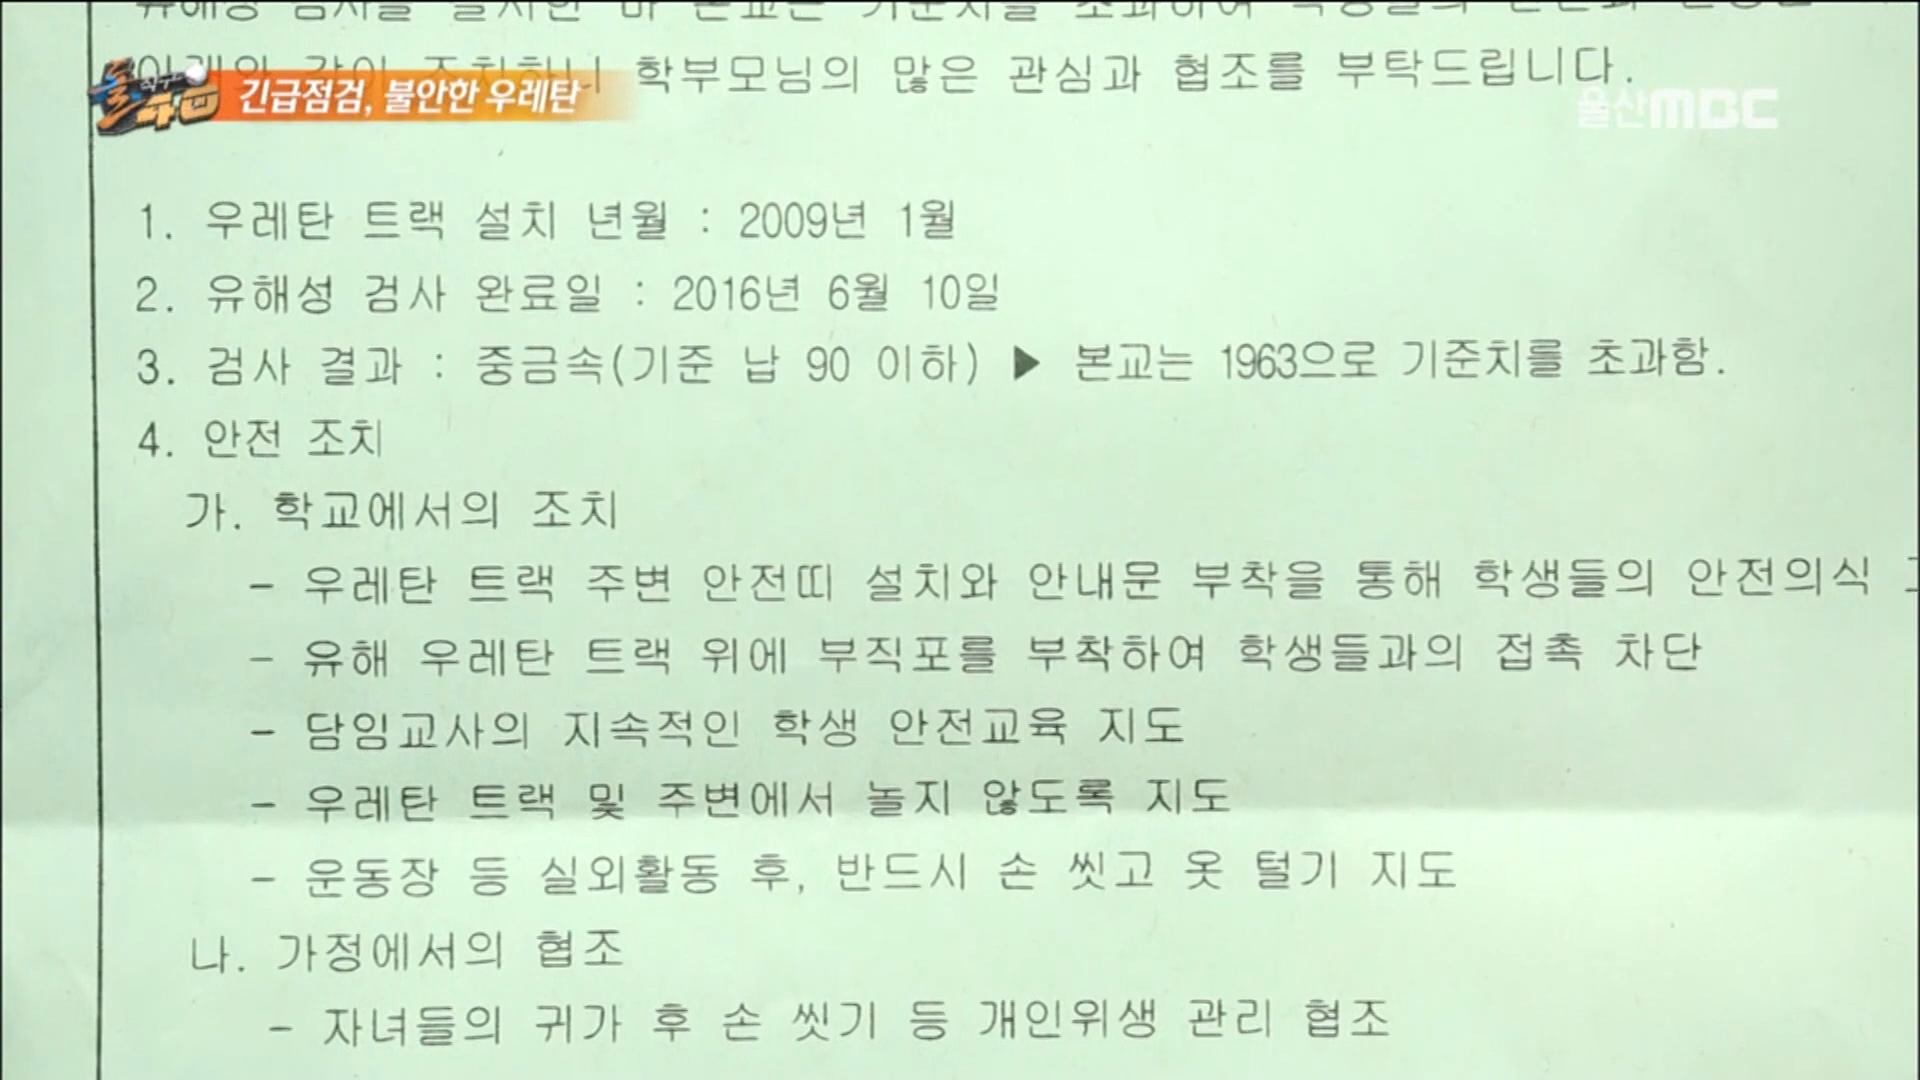 학부모님의 많은 관심과 협조를 부탁드립니다.
긴급점검, 불안한 우레탄
울산MBC
1. 우레탄 트랙 설치 년월 : 2009년 1월
2. 유해성 검사 완료일 : 2016년 6월 10일
3. 검사 결과 : 중금속(기준 납 90 이하) ▶ 본교는 1963으로 기준치를 초과함.
4. 안전 조치
가. 학교에서의 조치
- 우레탄 트랙 주변 안전띠 설치와 안내문 부착을 통해 학생들의 안전의식
- 유해 우레탄 트랙 위에 부직포를 부착하여 학생들과의 접촉 차단
- 담임교사의 지속적인 학생 안전교육 지도
- 우레탄 트랙 및 주변에서 놀지 않도록 지도
- 운동장 등 실외활동 후, 반드시 손 씻고 옷 털기 지도
나. 가정에서의 협조
- 자녀들의 귀가 후 손 씻기 등 개인위생 관리 협조